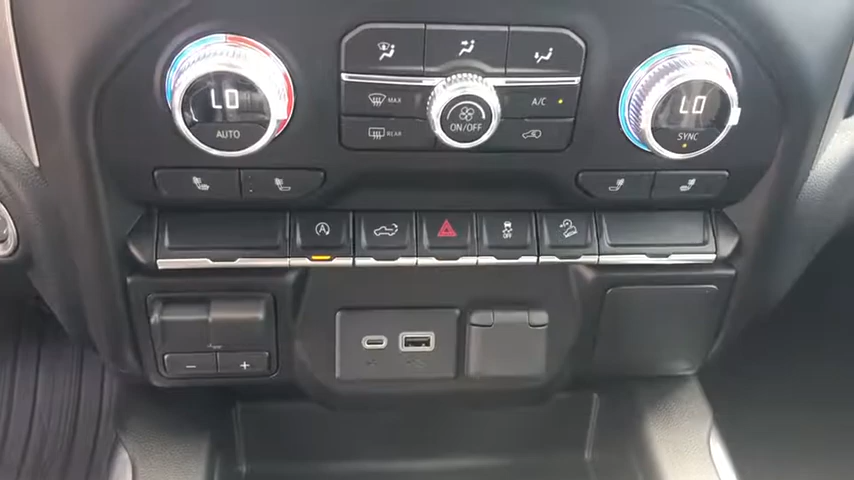 LO
AUTO
MAX
REAR
ON/OFF
A/C
LO
SYNC
A
OFF
-
+